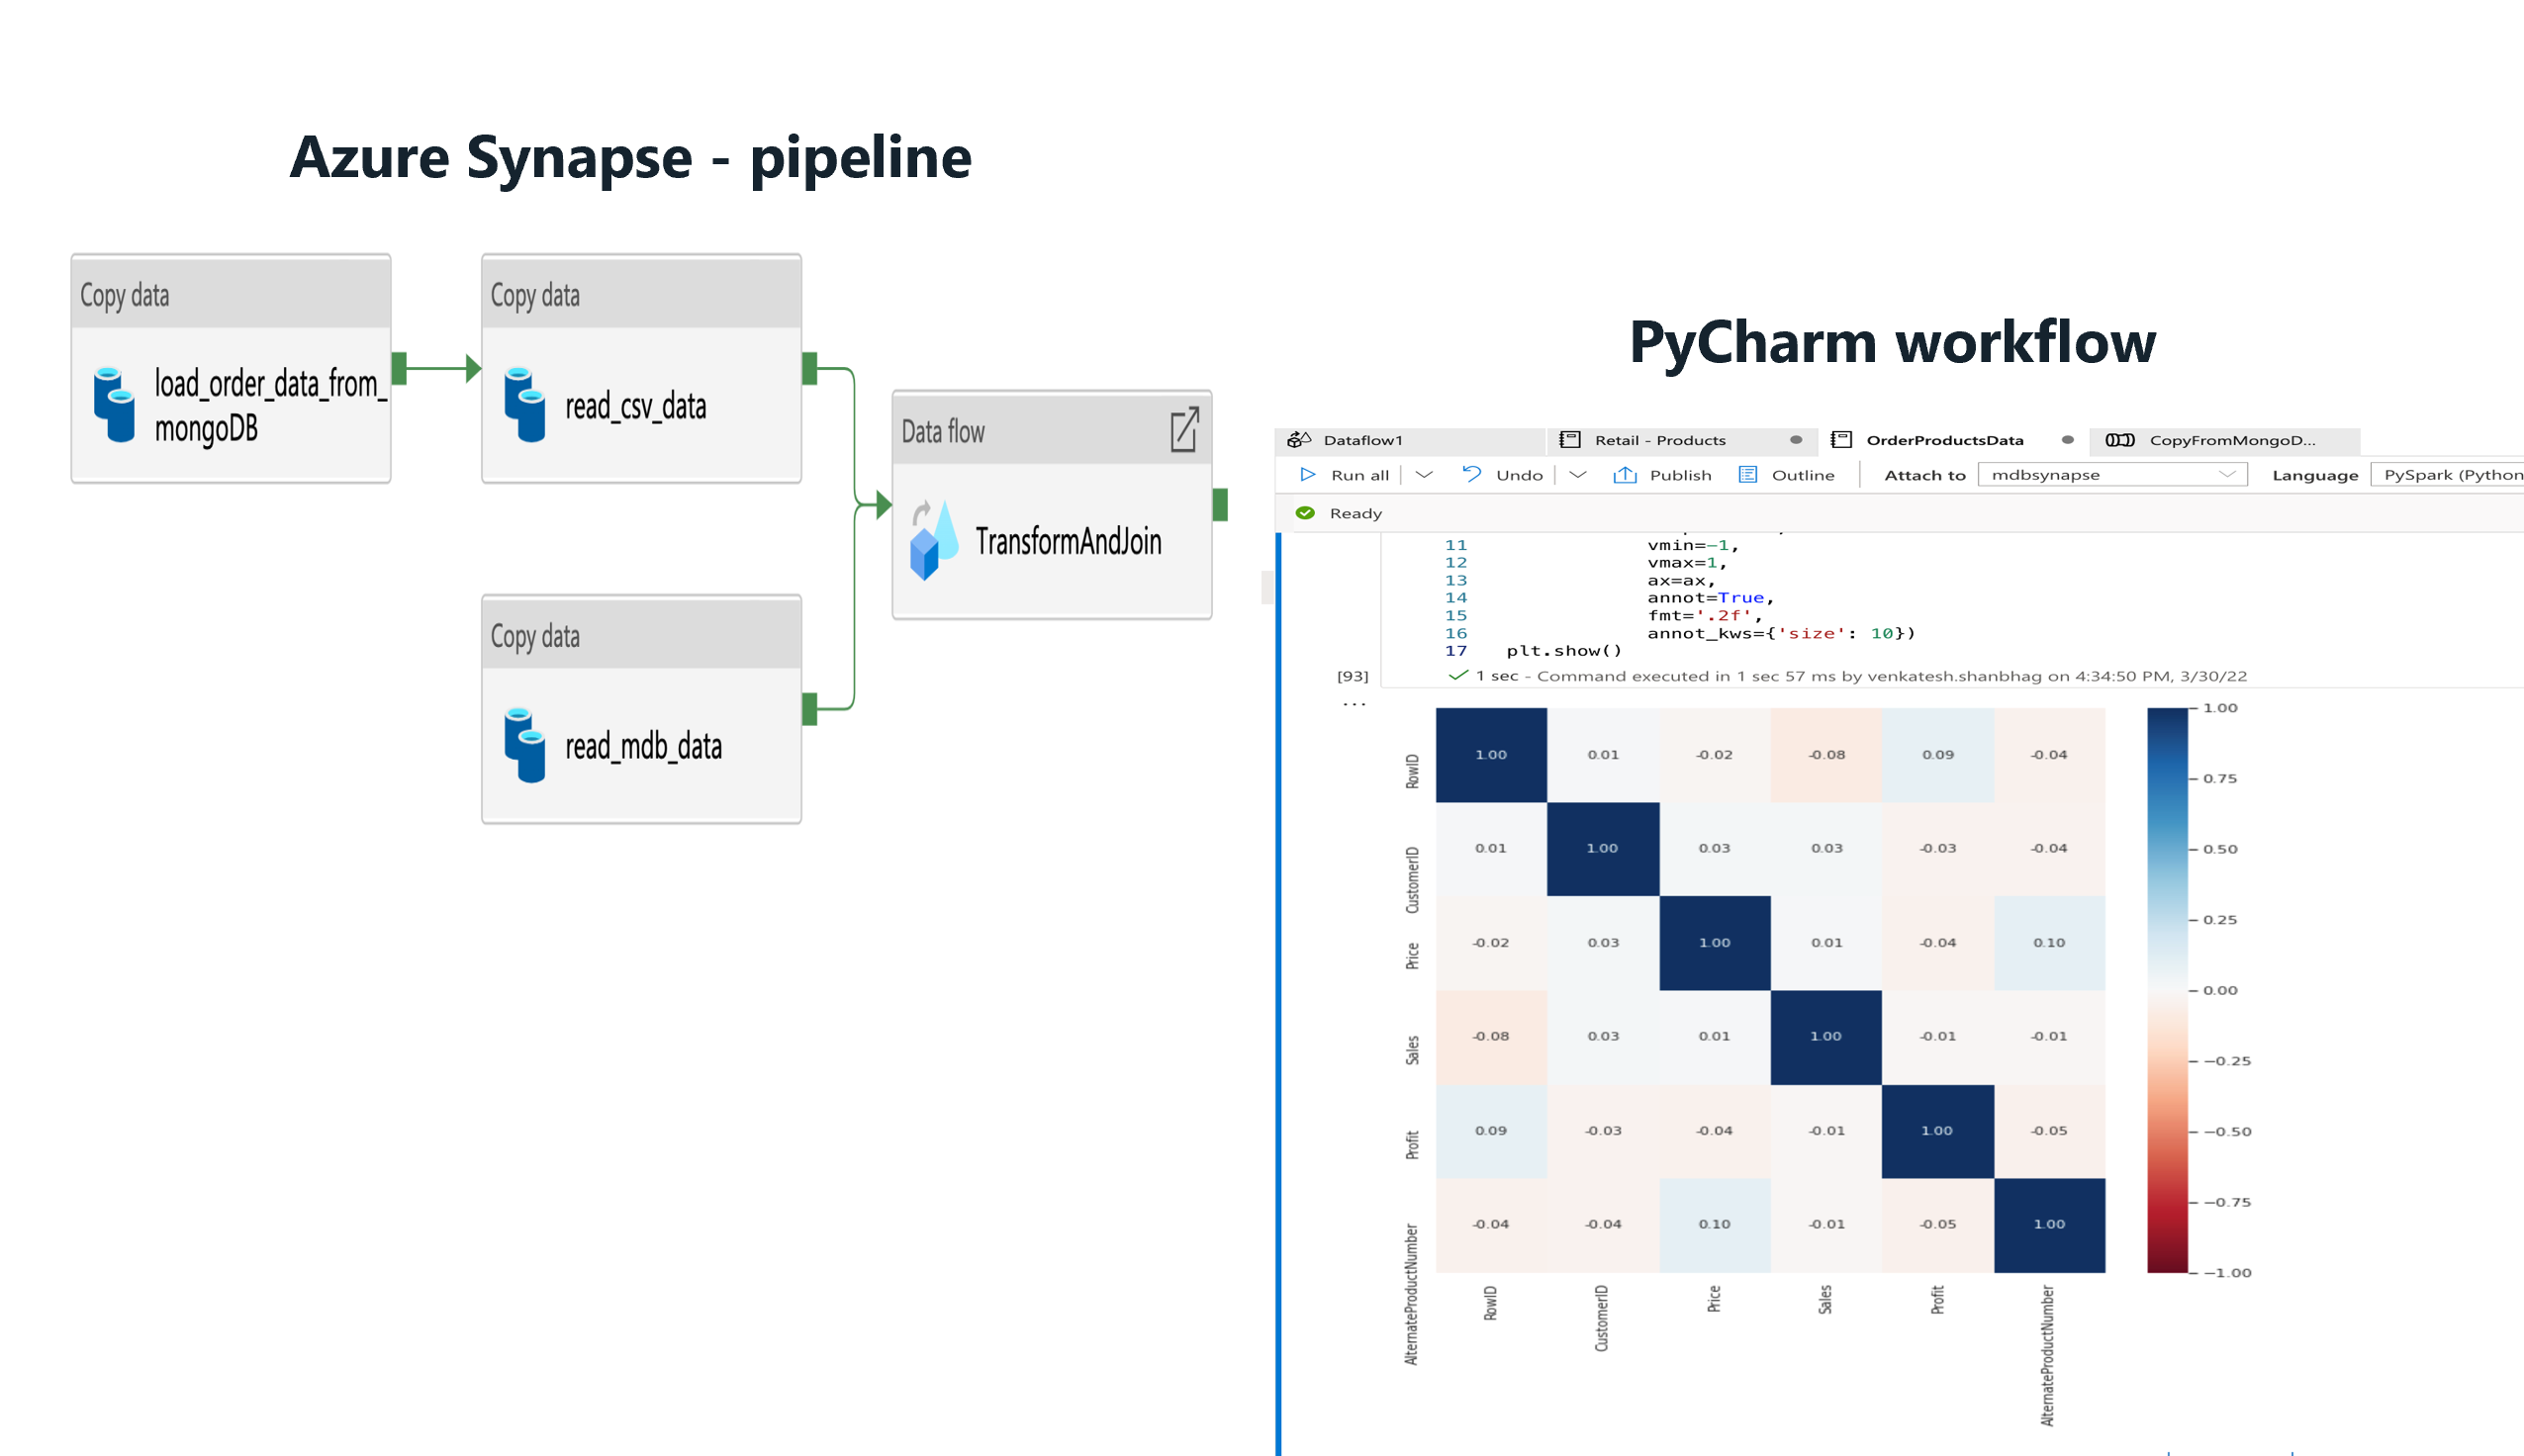 Azure Synapse - pipeline
Copy data
load_order_data_from_
mongoDB
Copy data
read_csv_data
Data flow
TransformAndJoin
Copy data
read_mdb_data
PyCharm workflow
Dataflow1 Retail - Products OrderProductsData CopyFromMongoD...
Run all Undo Publish Outline Attach to mdbsynapse Language PySpark (Python
Ready
11 vmin=−1,
12 vmax=1,
13 ax=ax,
14 annot=True,
15 fmt='.2f',
16 annot_kws={'size': 10})
17 plt.show()
[93] 1 sec - Command executed in 1 sec 57 ms by venkatesh.shanbhag on 4:34:50 PM, 3/30/22
...
RowID 1.00 0.01 -0.02 -0.08 0.09 -0.04
CustomerID 0.01 1.00 0.03 0.03 -0.03 -0.04
Price -0.02 0.03 1.00 0.01 -0.04 0.10
Sales -0.08 0.03 0.01 1.00 -0.01 -0.01
Profit 0.09 -0.03 -0.04 -0.01 1.00 -0.05
AlternateProductNumber -0.04 -0.04 0.10 -0.01 -0.05 1.00
RowID CustomerID Price Sales Profit AlternateProductNumber
1.00
0.75
0.50
0.25
0.00
−0.25
−0.50
−0.75
−1.00